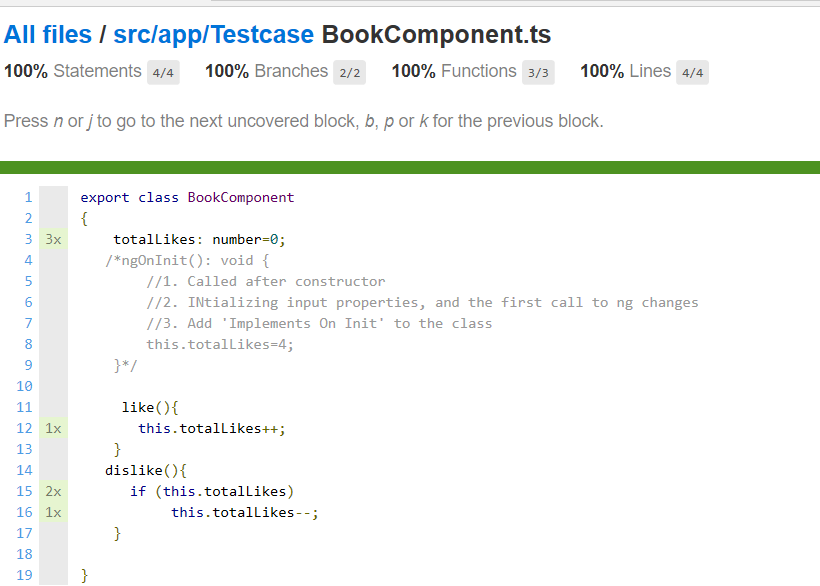 All files / src/app/Testcase BookComponent.ts
100% Statements 4/4 100% Branches 2/2 100% Functions 3/3 100% Lines 4/4
Press n or j to go to the next uncovered block, b, p or k for the previous block.
1 export class BookComponent
2 {
3 3x totalLikes: number=0;
4 /*ngOnInit(): void {
5 //1. Called after constructor
6 //2. INtializing input properties, and the first call to ng changes
7 //3. Add 'Implements On Init' to the class
8 this.totalLikes=4;
9 }*/
10
11 like(){
12 1x this.totalLikes++;
13 }
14 dislike(){
15 2x if (this.totalLikes)
16 1x this.totalLikes--;
17 }
18
19 }